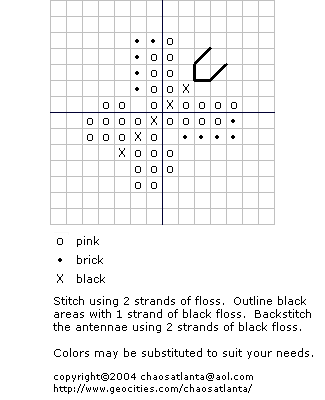 • • o
• o o
• o o
• o o X
o o o X o o o o
o o o o X o o o o •
o o o X o o • • • •
X o o o
o o o
o o
o pink
• brick
X black
Stitch using 2 strands of floss. Outline black
areas with 1 strand of black floss. Backstitch
the antennae using 2 strands of black floss.
Colors may be substituted to suit your needs.
copyright©2004 chaosatlanta@aol.com
http://www.geocities.com/chaosatlanta/